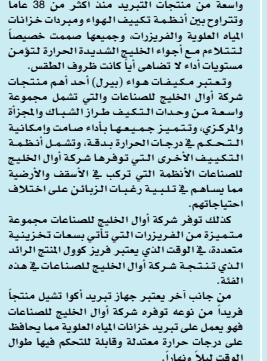 واسعة من منتجات التبريد منذ أكثر من 38 عاماً
وتتراوح بين أنظمة تكييف الهواء ومبردات خزانات
المياه العلوية والفريزرات، وجميعها صممت خصيصاً
لتتلاءم مع أجواء الخليج الشديدة الحرارة لتؤمن
مستويات أداء لا تضاهى أياً كانت ظروف الطقس.
وتعتبر مكيفات هواء (بيرل) أحد أهم منتجات
شركة أوال الخليج للصناعات والتي تشمل مجموعة
واسعة من وحدات التكيف طراز الشباك والمجزأة
والمركزي، وتتميز جميعها بأداء صامت وإمكانية
التحكم في درجات الحرارة بدقة، وتشمل أنظمة
التكييف الأخرى التي توفرها شركة أوال الخليج
للصناعات الأنظمة التي تركب في الأسقف والأرضية
مما يساهم في تلبية رغبات الزبائن على اختلاف
احتياجاتهم.
كذلك توفر شركة أوال الخليج للصناعات مجموعة
متميزة من الفريزرات التي تأتي بسعات تخزينية
متعددة، في الوقت الذي يعتبر فريز كوول المنتج الرائد
الذي تنتجة شركة أوال الخليج للصناعات في هذه
الفئة.
من جانب آخر يعتبر جهاز تبريد أكوا تشيل منتجاً
فريداً من نوعه توفره شركة أوال الخليج للصناعات
فهو يعمل على تبريد خزانات المياه العلوية مما يحافظ
على درجات حرارة معتدلة وقابلة للتحكم فيها طوال
الوقت ليلاً ونهاراً.